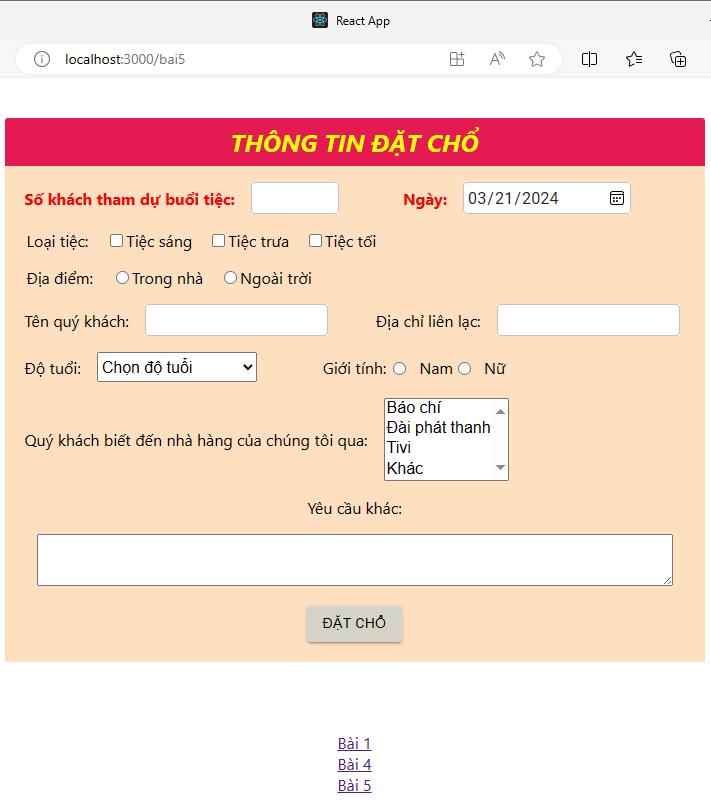 React App
localhost:3000/bai5
THÔNG TIN ĐẶT CHỔ
Số khách tham dự buổi tiệc: Ngày: 03/21/2024
Loại tiệc: Tiệc sáng Tiệc trưa Tiệc tối
Địa điểm: Trong nhà Ngoài trời
Tên quý khách: Địa chỉ liên lạc:
Độ tuổi: Chọn độ tuổi Giới tính: Nam Nữ
Quý khách biết đến nhà hàng của chúng tôi qua:
Báo chí
Đài phát thanh
Tivi
Khác
Yêu cầu khác:
ĐẶT CHỖ
Bài 1
Bài 4
Bài 5